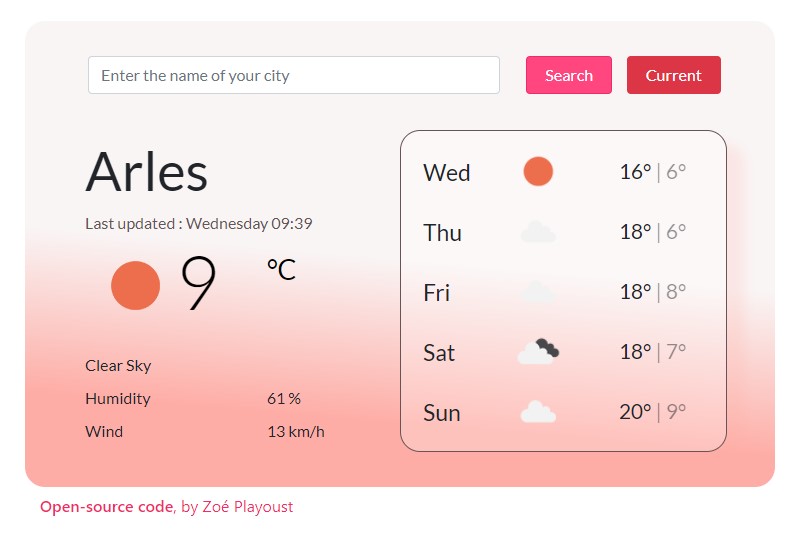 Enter the name of your city
Search
Current
Arles
Last updated : Wednesday 09:39
9 °C
Clear Sky
Humidity 61 %
Wind 13 km/h
Wed 16° | 6°
Thu 18° | 6°
Fri 18° | 8°
Sat 18° | 7°
Sun 20° | 9°
Open-source code, by Zoé Playoust